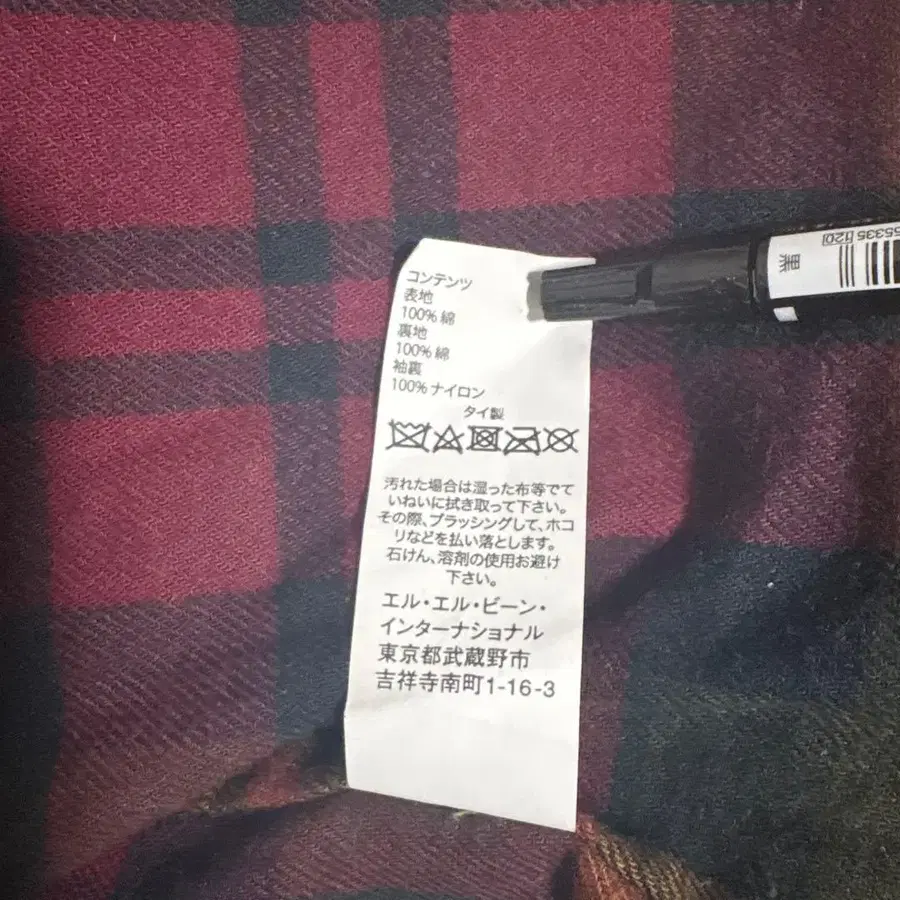 コンテンツ
表地
100% 綿
裏地
100% 綿
袖裏
100% ナイロン
タイ製
汚れた場合は湿った布等でて
いねいに拭き取って下さい。
その際、ブラッシングして、ホコ
リなどを払い落とします。
石けん、溶剤の使用お避け
下さい。
エル・エル・ビーン・
インターナショナル
東京都武蔵野市
吉祥寺南町1-16-3
黒